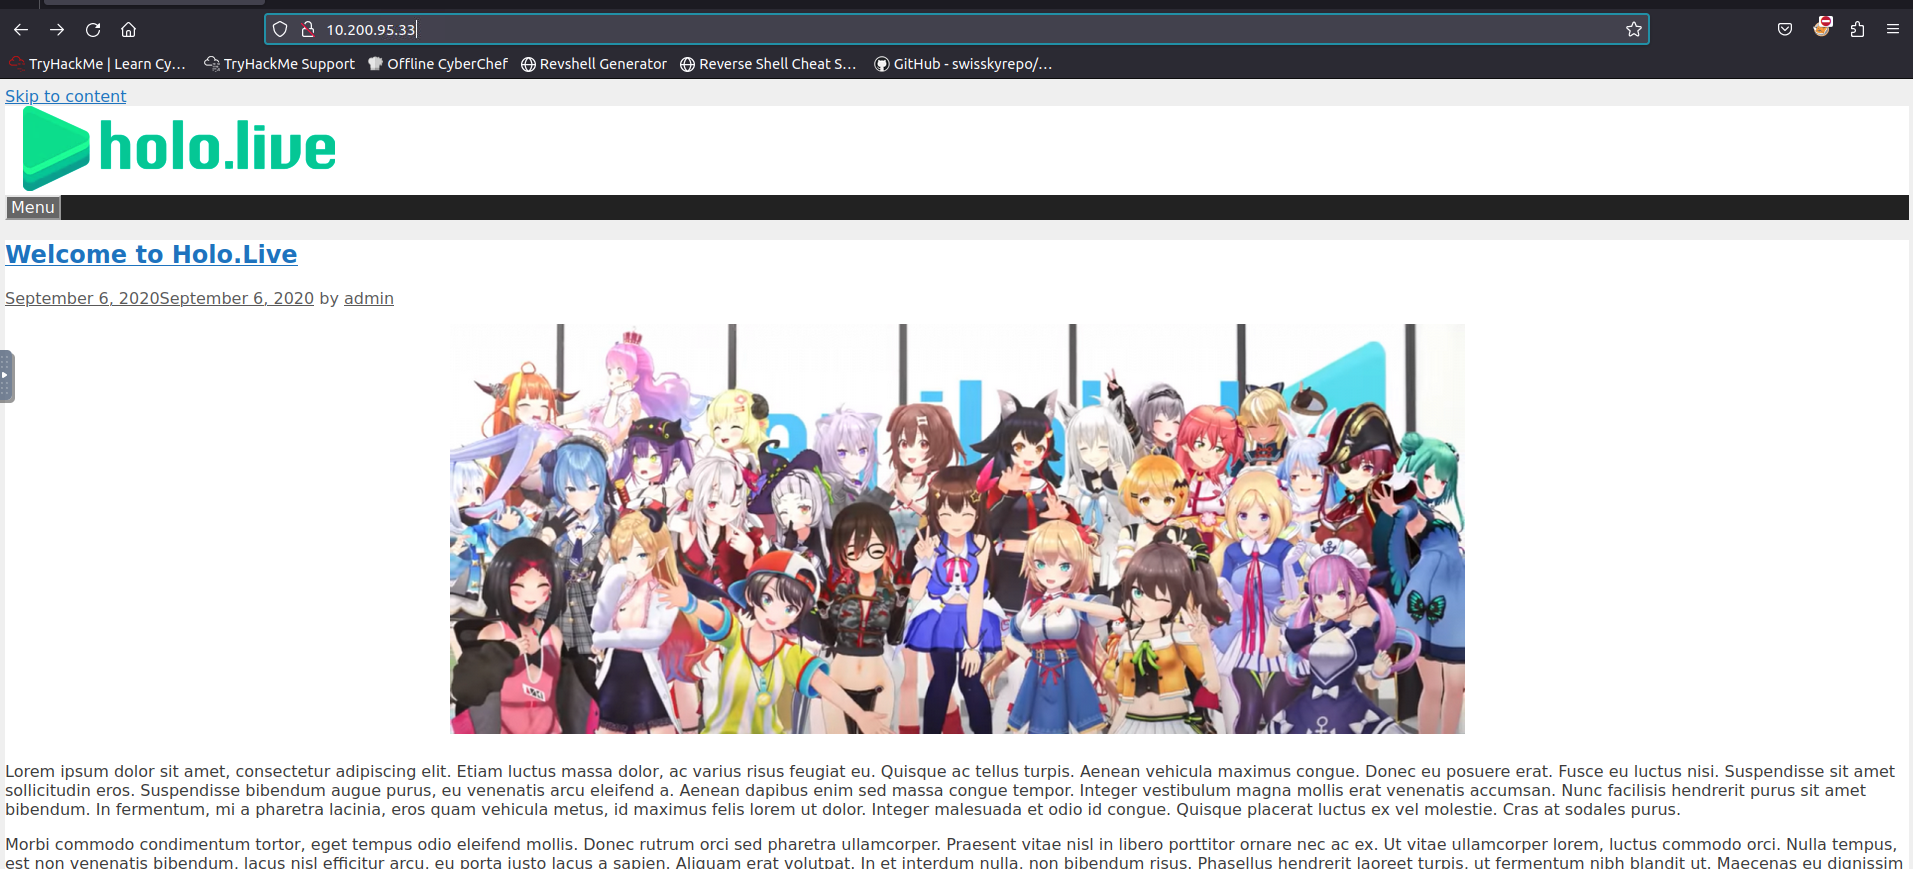 10.200.95.33
TryHackMe | Learn Cy...
TryHackMe Support
Offline CyberChef
Revshell Generator
Reverse Shell Cheat S...
GitHub - swisskyrepo/...
Skip to content
holo.live
Menu
Welcome to Holo.Live
September 6, 2020September 6, 2020 by admin
Lorem ipsum dolor sit amet, consectetur adipiscing elit. Etiam luctus massa dolor, ac varius risus feugiat eu. Quisque ac tellus turpis. Aenean vehicula maximus congue. Donec eu posuere erat. Fusce eu luctus nisi. Suspendisse sit amet
sollicitudin eros. Suspendisse bibendum augue purus, eu venenatis arcu eleifend a. Aenean dapibus enim sed massa congue tempor. Integer vestibulum magna mollis erat venenatis accumsan. Nunc facilisis hendrerit purus sit amet
bibendum. In fermentum, mi a pharetra lacinia, eros quam vehicula metus, id maximus felis lorem ut dolor. Integer malesuada et odio id congue. Quisque placerat luctus ex vel molestie. Cras at sodales purus.
Morbi commodo condimentum tortor, eget tempus odio eleifend mollis. Donec rutrum orci sed pharetra ullamcorper. Praesent vitae nisl in libero porttitor ornare nec ac ex. Ut vitae ullamcorper lorem, luctus commodo orci. Nulla tempus,
est non venenatis bibendum, lacus nisl efficitur arcu, eu porta justo lacus a sapien. Aliquam erat volutpat. In et interdum nulla, non bibendum risus. Phasellus hendrerit laoreet turpis, ut fermentum nibh blandit ut. Maecenas eu dignissim